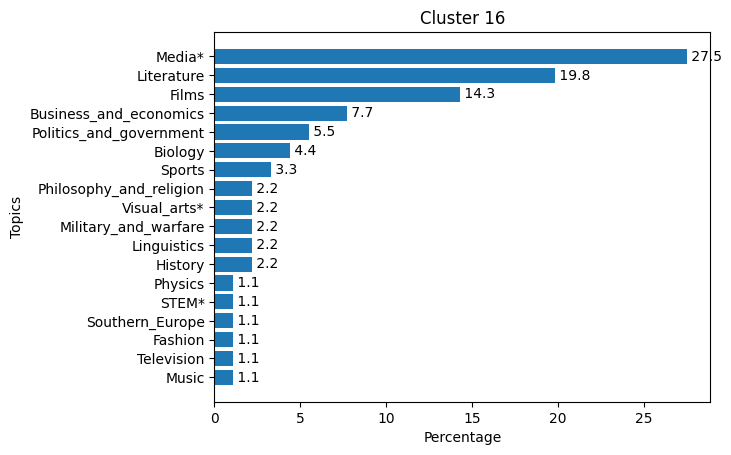 Cluster 16
Topics
Media* 27.5
Literature 19.8
Films 14.3
Business_and_economics 7.7
Politics_and_government 5.5
Biology 4.4
Sports 3.3
Philosophy_and_religion 2.2
Visual_arts* 2.2
Military_and_warfare 2.2
Linguistics 2.2
History 2.2
Physics 1.1
STEM* 1.1
Southern_Europe 1.1
Fashion 1.1
Television 1.1
Music 1.1
0 5 10 15 20 25
Percentage